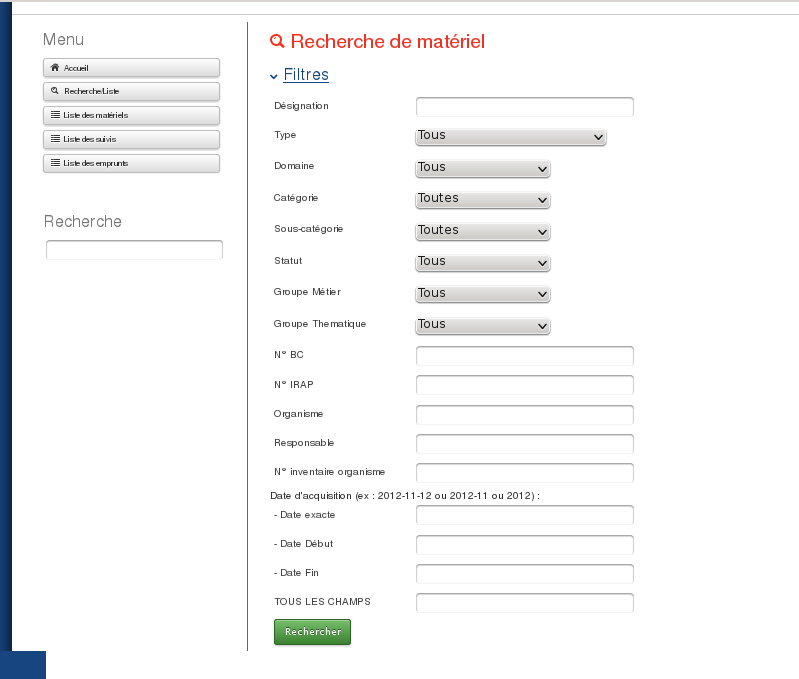 Menu
Accueil
Recherche/Liste
Liste des matériels
Liste des suivis
Liste des emprunts
Recherche
Recherche de matériel
Filtres
Désignation
Type Tous
Domaine Tous
Catégorie Toutes
Sous-catégorie Toutes
Statut Tous
Groupe Métier Tous
Groupe Thematique Tous
N° BC
N° IRAP
Organisme
Responsable
N° inventaire organisme
Date d'acquisition (ex : 2012-11-12 ou 2012-11 ou 2012) :
- Date exacte
- Date Début
- Date Fin
TOUS LES CHAMPS
Rechercher